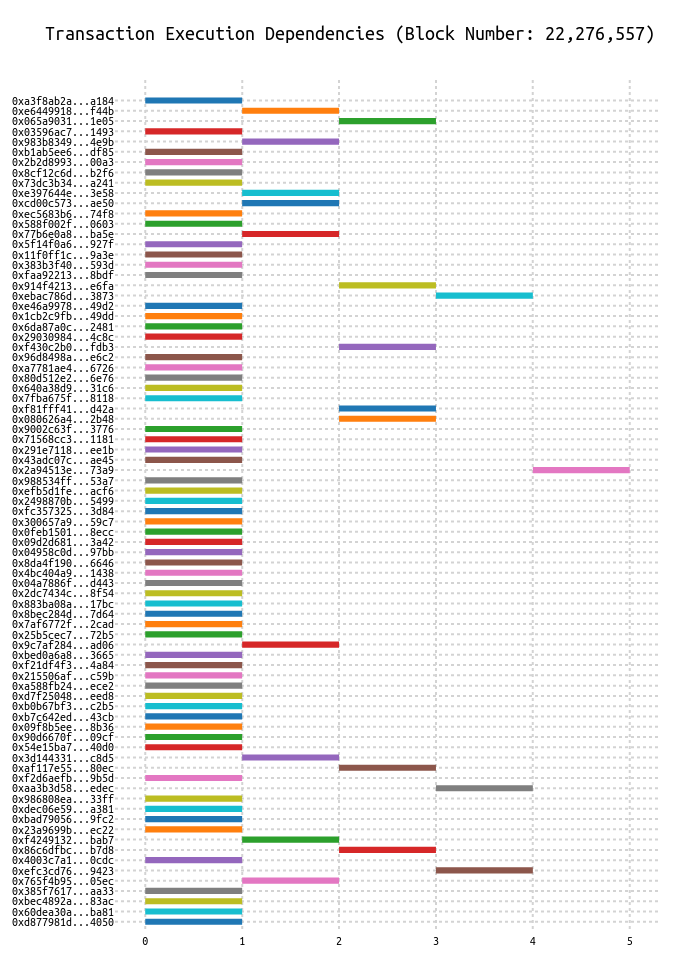 Transaction Execution Dependencies (Block Number: 22,276,557)
0xa3f8ab2a...a184
0xe6449918...f44b
0x065a9031...1e05
0x03596ac7...1493
0x983b8349...4e9b
0xb1ab5ee6...df85
0x2b2d8993...00a3
0x8cf12c6d...b2f6
0x73dc3b34...a241
0xe397644e...3e58
0xcd00c573...ae50
0xec5683b6...74f8
0x588f002f...0603
0x77b6e0a8...ba5e
0x5f14f0a6...927f
0x11f0ff1c...9a3e
0x383b3f40...593d
0xfaa92213...8bdf
0x914f4213...e6fa
0xebac786d...3873
0xe46a9978...49d2
0x1cb2c9fb...49dd
0x6da87a0c...2481
0x29030984...4c8c
0xf430c2b0...fdb3
0x96d8498a...e6c2
0xa7781ae4...6726
0x80d512e2...6e76
0x640a38d9...31c6
0x7fba675f...8118
0xf81fff41...d42a
0x080626a4...2b48
0x9002c63f...3776
0x71568cc3...1181
0x291e7118...ee1b
0x43adc07c...ae45
0x2a94513e...73a9
0x988534ff...53a7
0xefb5d1fe...acf6
0x2498870b...5499
0xfc357325...3d84
0x300657a9...59c7
0x0feb1501...8ecc
0x09d2d681...3a42
0x04958c0d...97bb
0x8da4f190...6646
0x4bc404a9...1438
0x04a7886f...d443
0x2dc7434c...8f54
0x883ba08a...17bc
0x8bec284d...7d64
0x7af6772f...2cad
0x25b5cec7...72b5
0x9c7af284...ad06
0xbed0a6a8...3665
0xf21df4f3...4a84
0x215506af...c59b
0xa588fb24...ece2
0xd7f25048...eed8
0xb0b67bf3...c2b5
0xb7c642ed...43cb
0x09f8b5ee...8b36
0x90d6670f...09cf
0x54e15ba7...40d0
0x3d144331...c8d5
0xaf117e55...80ec
0xf2d6aefb...9b5d
0xaa3b3d58...edec
0x986808ea...33ff
0xdec06e59...a381
0xbad79056...9fc2
0x23a9699b...ec22
0xf4249132...bab7
0x86c6dfbc...b7d8
0x4003c7a1...0cdc
0xefc3cd76...9423
0x765f4b95...05ec
0x385f7617...aa33
0xbec4892a...83ac
0x60dea30a...ba81
0xd877981d...4050
0 1 2 3 4 5